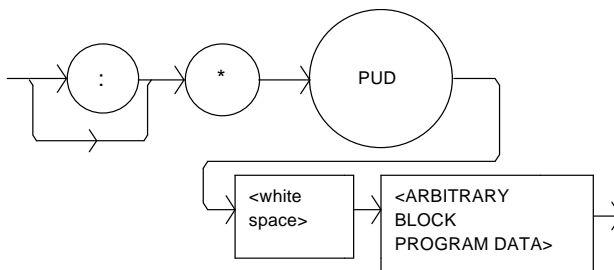 :
*
PUD
<white
space>
<ARBITRARY
BLOCK
PROGRAM DATA>